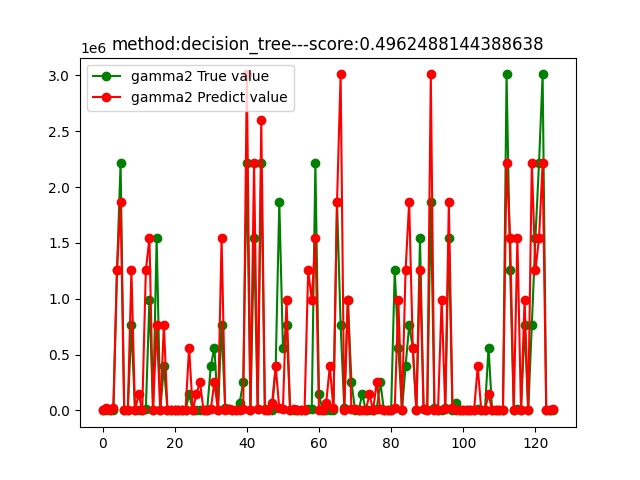 method:decision_tree---score:0.4962488144388638
1e6
gamma2 True value
gamma2 Predict value
3.0
2.5
2.0
1.5
1.0
0.5
0.0
0 20 40 60 80 100 120